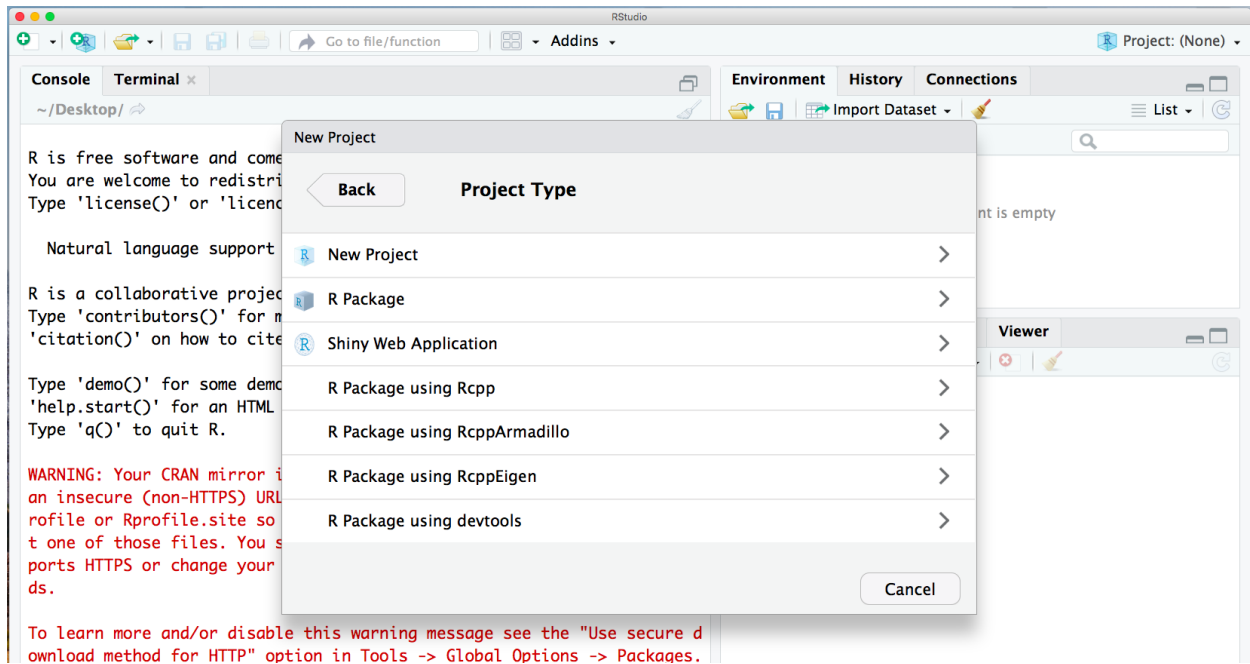 RStudio
Go to file/function
Addins
Project: (None)
Console Terminal
~/Desktop/
R is free software and come
You are welcome to redistri
Type 'license()' or 'licenc
Natural language support
R is a collaborative projec
Type 'contributors()' for m
'citation()' on how to cite
Type 'demo()' for some demo
'help.start()' for an HTML
Type 'q()' to quit R.
WARNING: Your CRAN mirror i
an insecure (non-HTTPS) URL
rofile or Rprofile.site so
t one of those files. You s
ports HTTPS or change your
ds.
To learn more and/or disable this warning message see the "Use secure d
ownload method for HTTP" option in Tools -> Global Options -> Packages.
Environment History Connections
Import Dataset
List
nt is empty
Viewer
New Project
Back
Project Type
New Project
R Package
Shiny Web Application
R Package using Rcpp
R Package using RcppArmadillo
R Package using RcppEigen
R Package using devtools
Cancel